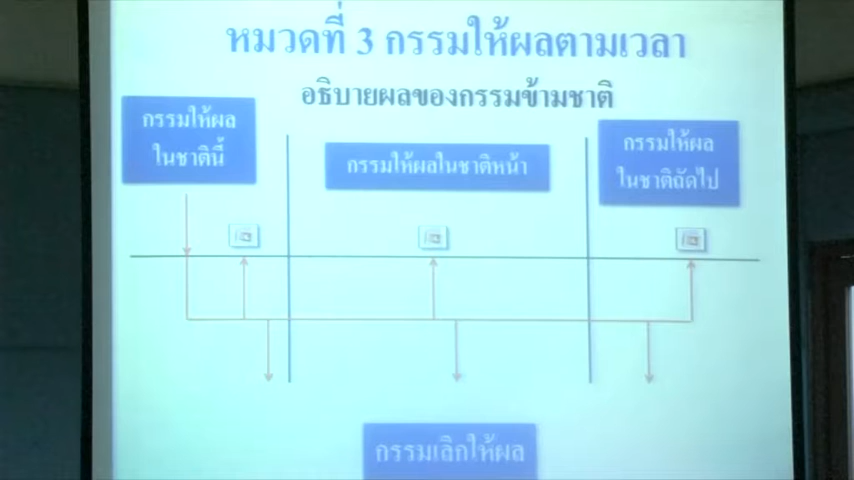 หมวดที่ 3 กรรมให้ผลตามเวลา
อธิบายผลของกรรมข้ามชาติ
กรรมให้ผล
ในชาตินี้
กรรมให้ผลในชาติหน้า
กรรมให้ผล
ในชาติถัดไป
กรรมเลิกให้ผล